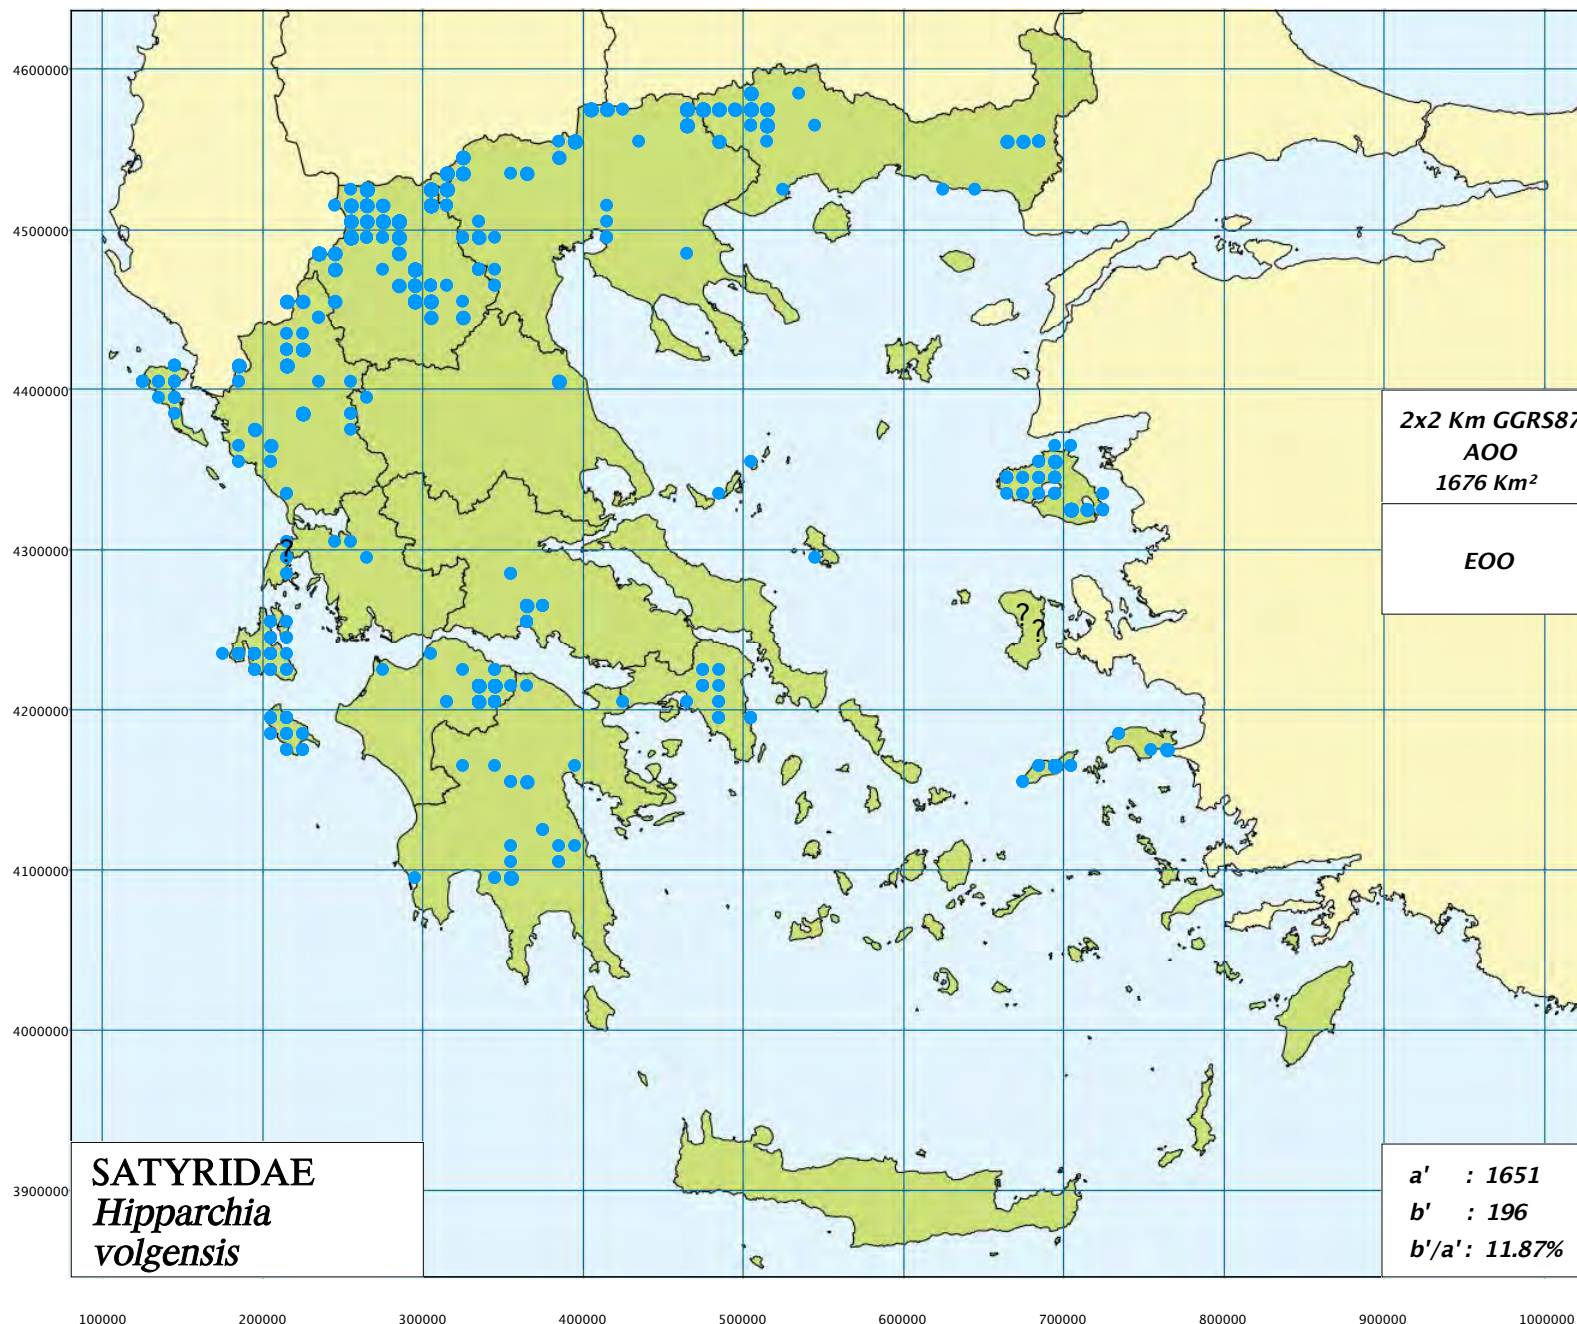 4600000
4500000
4400000
4300000
4200000
4100000
4000000
3900000
?
?
?
2x2 Km GGRS87
AOO
1676 Km²
EOO
SATYRIDAE
Hipparchia
volgensis
a' : 1651
b' : 196
b'/a' : 11.87%
100000 200000 300000 400000 500000 600000 700000 800000 900000 1000000